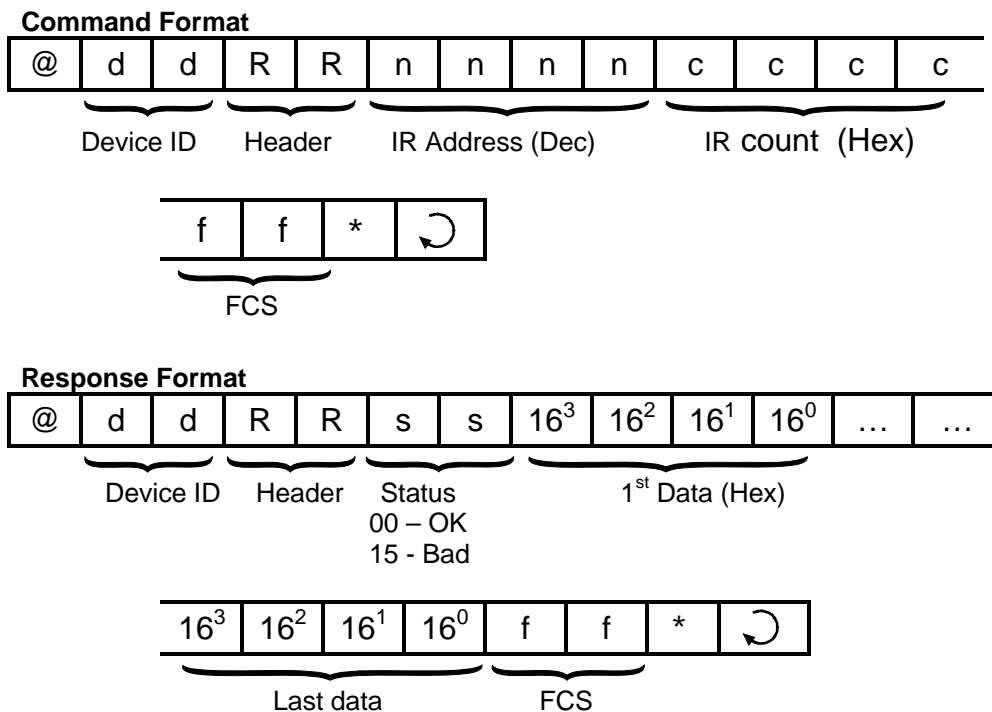 Command Format
@ d d R R n n n n c c c c
Device ID Header IR Address (Dec) IR count (Hex)
f f *
FCS
Response Format
@ d d R R s s 16³ 16² 16¹ 16⁰ … …
Device ID Header Status 1st Data (Hex)
00 – OK
15 - Bad
16³ 16² 16¹ 16⁰ f f *
Last data FCS